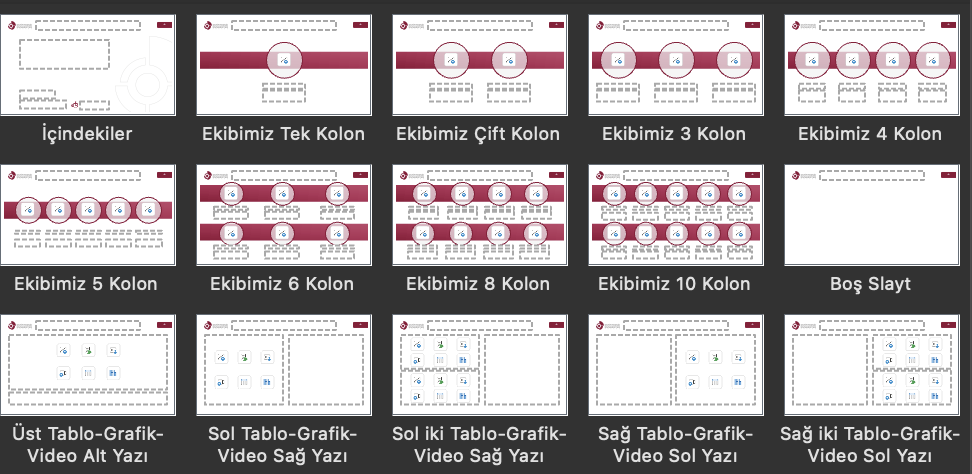 İçindekiler
Ekibimiz Tek Kolon
Ekibimiz Çift Kolon
Ekibimiz 3 Kolon
Ekibimiz 4 Kolon
Ekibimiz 5 Kolon
Ekibimiz 6 Kolon
Ekibimiz 8 Kolon
Ekibimiz 10 Kolon
Boş Slayt
Üst Tablo-Grafik-
Video Alt Yazı
Sol Tablo-Grafik-
Video Sağ Yazı
Sol iki Tablo-Grafik-
Video Sağ Yazı
Sağ Tablo-Grafik-
Video Sol Yazı
Sağ iki Tablo-Grafik-
Video Sol Yazı